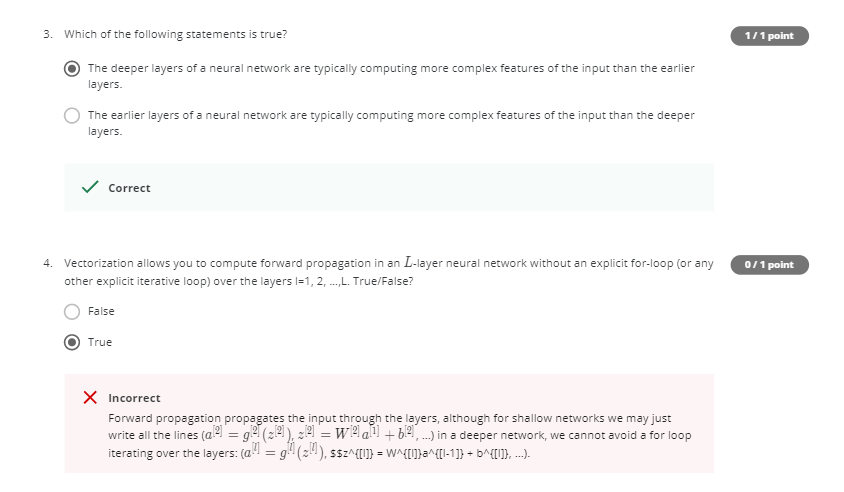 3. Which of the following statements is true?
1 / 1 point
The deeper layers of a neural network are typically computing more complex features of the input than the earlier
layers.
The earlier layers of a neural network are typically computing more complex features of the input than the deeper
layers.
Correct
4. Vectorization allows you to compute forward propagation in an L-layer neural network without an explicit for-loop (or any
0 / 1 point
other explicit iterative loop) over the layers l=1, 2, …,L. True/False?
False
True
Incorrect
Forward propagation propagates the input through the layers, although for shallow networks we may just
write all the lines (a^[2] = g^[2](z^[2]), z^[2] = W^[2]a^[1] + b^[2], …) in a deeper network, we cannot avoid a for loop
iterating over the layers: (a^[l] = g^[l](z^[l]), $$z^{[l]} = W^{[l]}a^{[l-1]} + b^{[l]}, …).